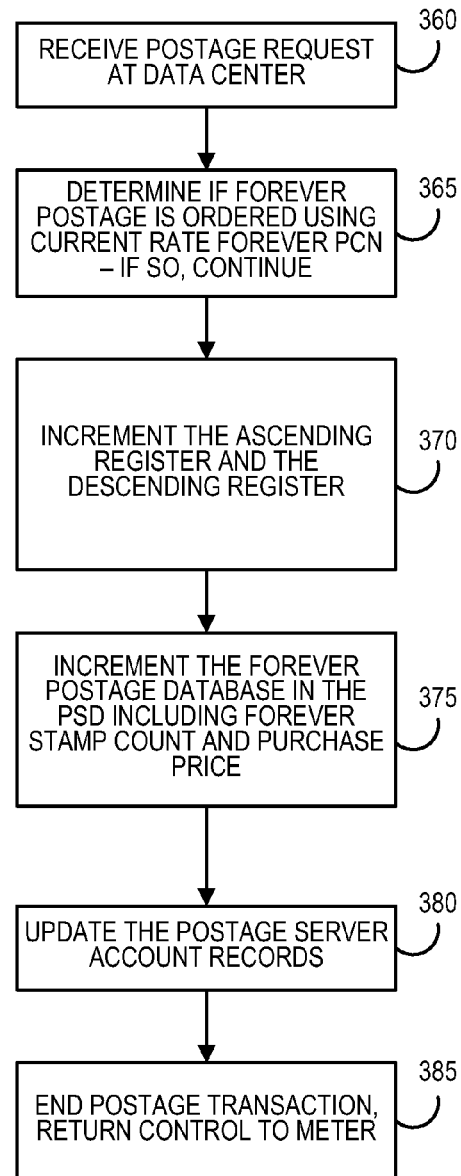 360
RECEIVE POSTAGE REQUEST
AT DATA CENTER
365
DETERMINE IF FOREVER
POSTAGE IS ORDERED USING
CURRENT RATE FOREVER PCN
– IF SO, CONTINUE
370
INCREMENT THE ASCENDING
REGISTER AND THE
DESCENDING REGISTER
375
INCREMENT THE FOREVER
POSTAGE DATABASE IN THE
PSD INCLUDING FOREVER
STAMP COUNT AND PURCHASE
PRICE
380
UPDATE THE POSTAGE SERVER
ACCOUNT RECORDS
385
END POSTAGE TRANSACTION,
RETURN CONTROL TO METER